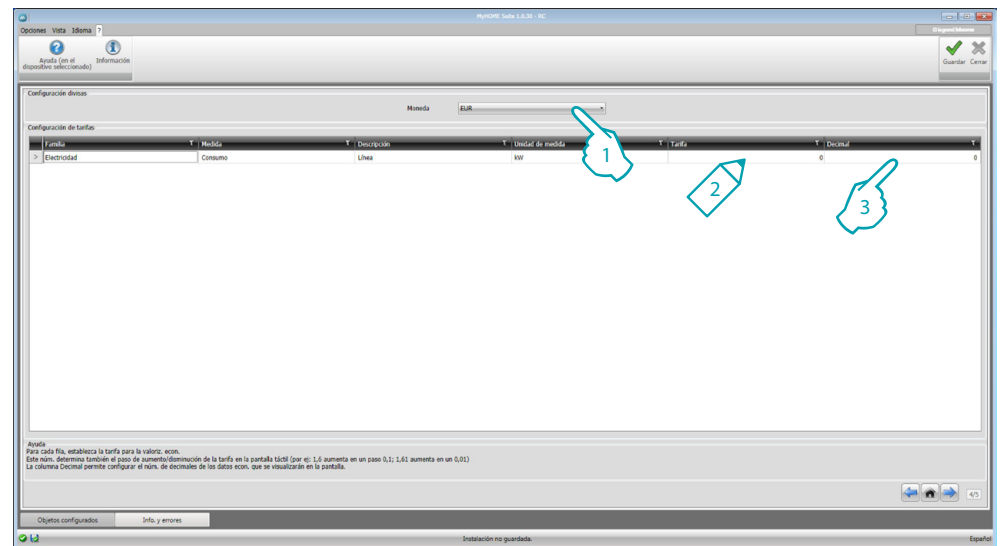 MyHOME Suite 1.0.30 - RC
Opciones Vista Idioma ?
Ayuda (en el dispositivo seleccionado)
Información
Guardar Cerrar
Configuración divisas
Moneda EUR
Configuración de tarifas
Familia Medida Descripción Unidad de medida Tarifa Decimal
> Electricidad Consumo Línea kW 0 0
1
2
3
Ayuda
Para cada fila, establezca la tarifa para la valoriz. econ.
Este núm. determina también el paso de aumento/disminución de la tarifa en la pantalla táctil (par ej: 1,6 aumenta en un paso 0,1; 1,61 aumenta en un 0,01)
La columna Decimal permite configurar el núm. de decimales de los datos econ. que se visualizarán en la pantalla.
4/5
Objetos configurados Info. y errores
Instalación no guardada. Español